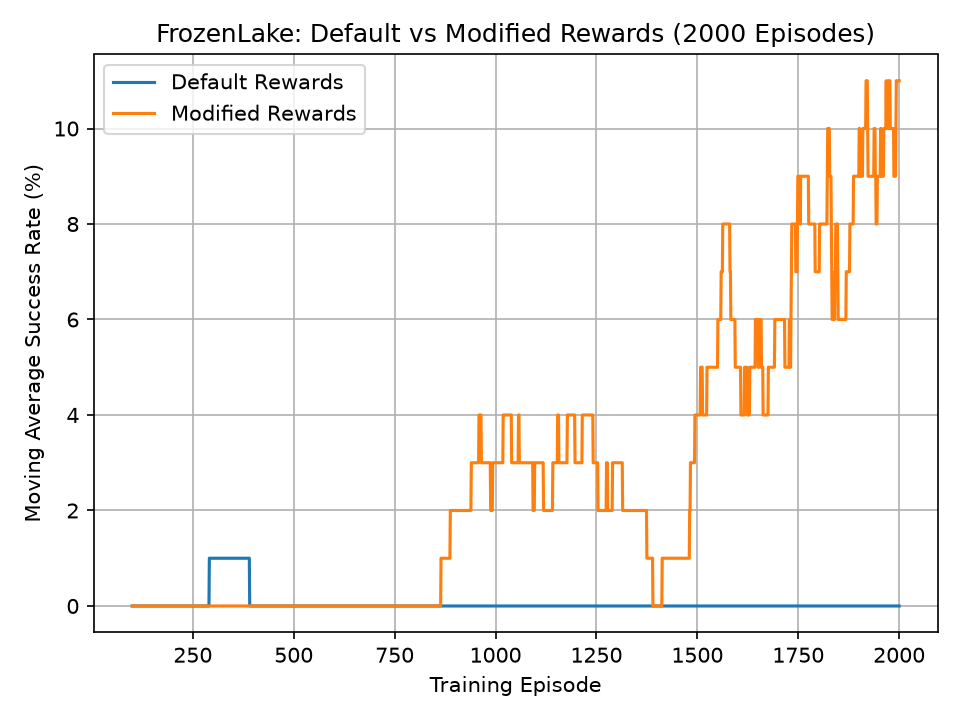 FrozenLake: Default vs Modified Rewards (2000 Episodes)
Default Rewards
Modified Rewards
Moving Average Success Rate (%)
10
8
6
4
2
0
250 500 750 1000 1250 1500 1750 2000
Training Episode